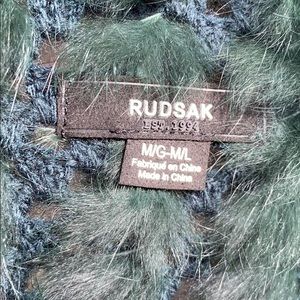 RUDSAK
EST. 1994
M/G-M/L
Fabriqué en Chine
Made in China